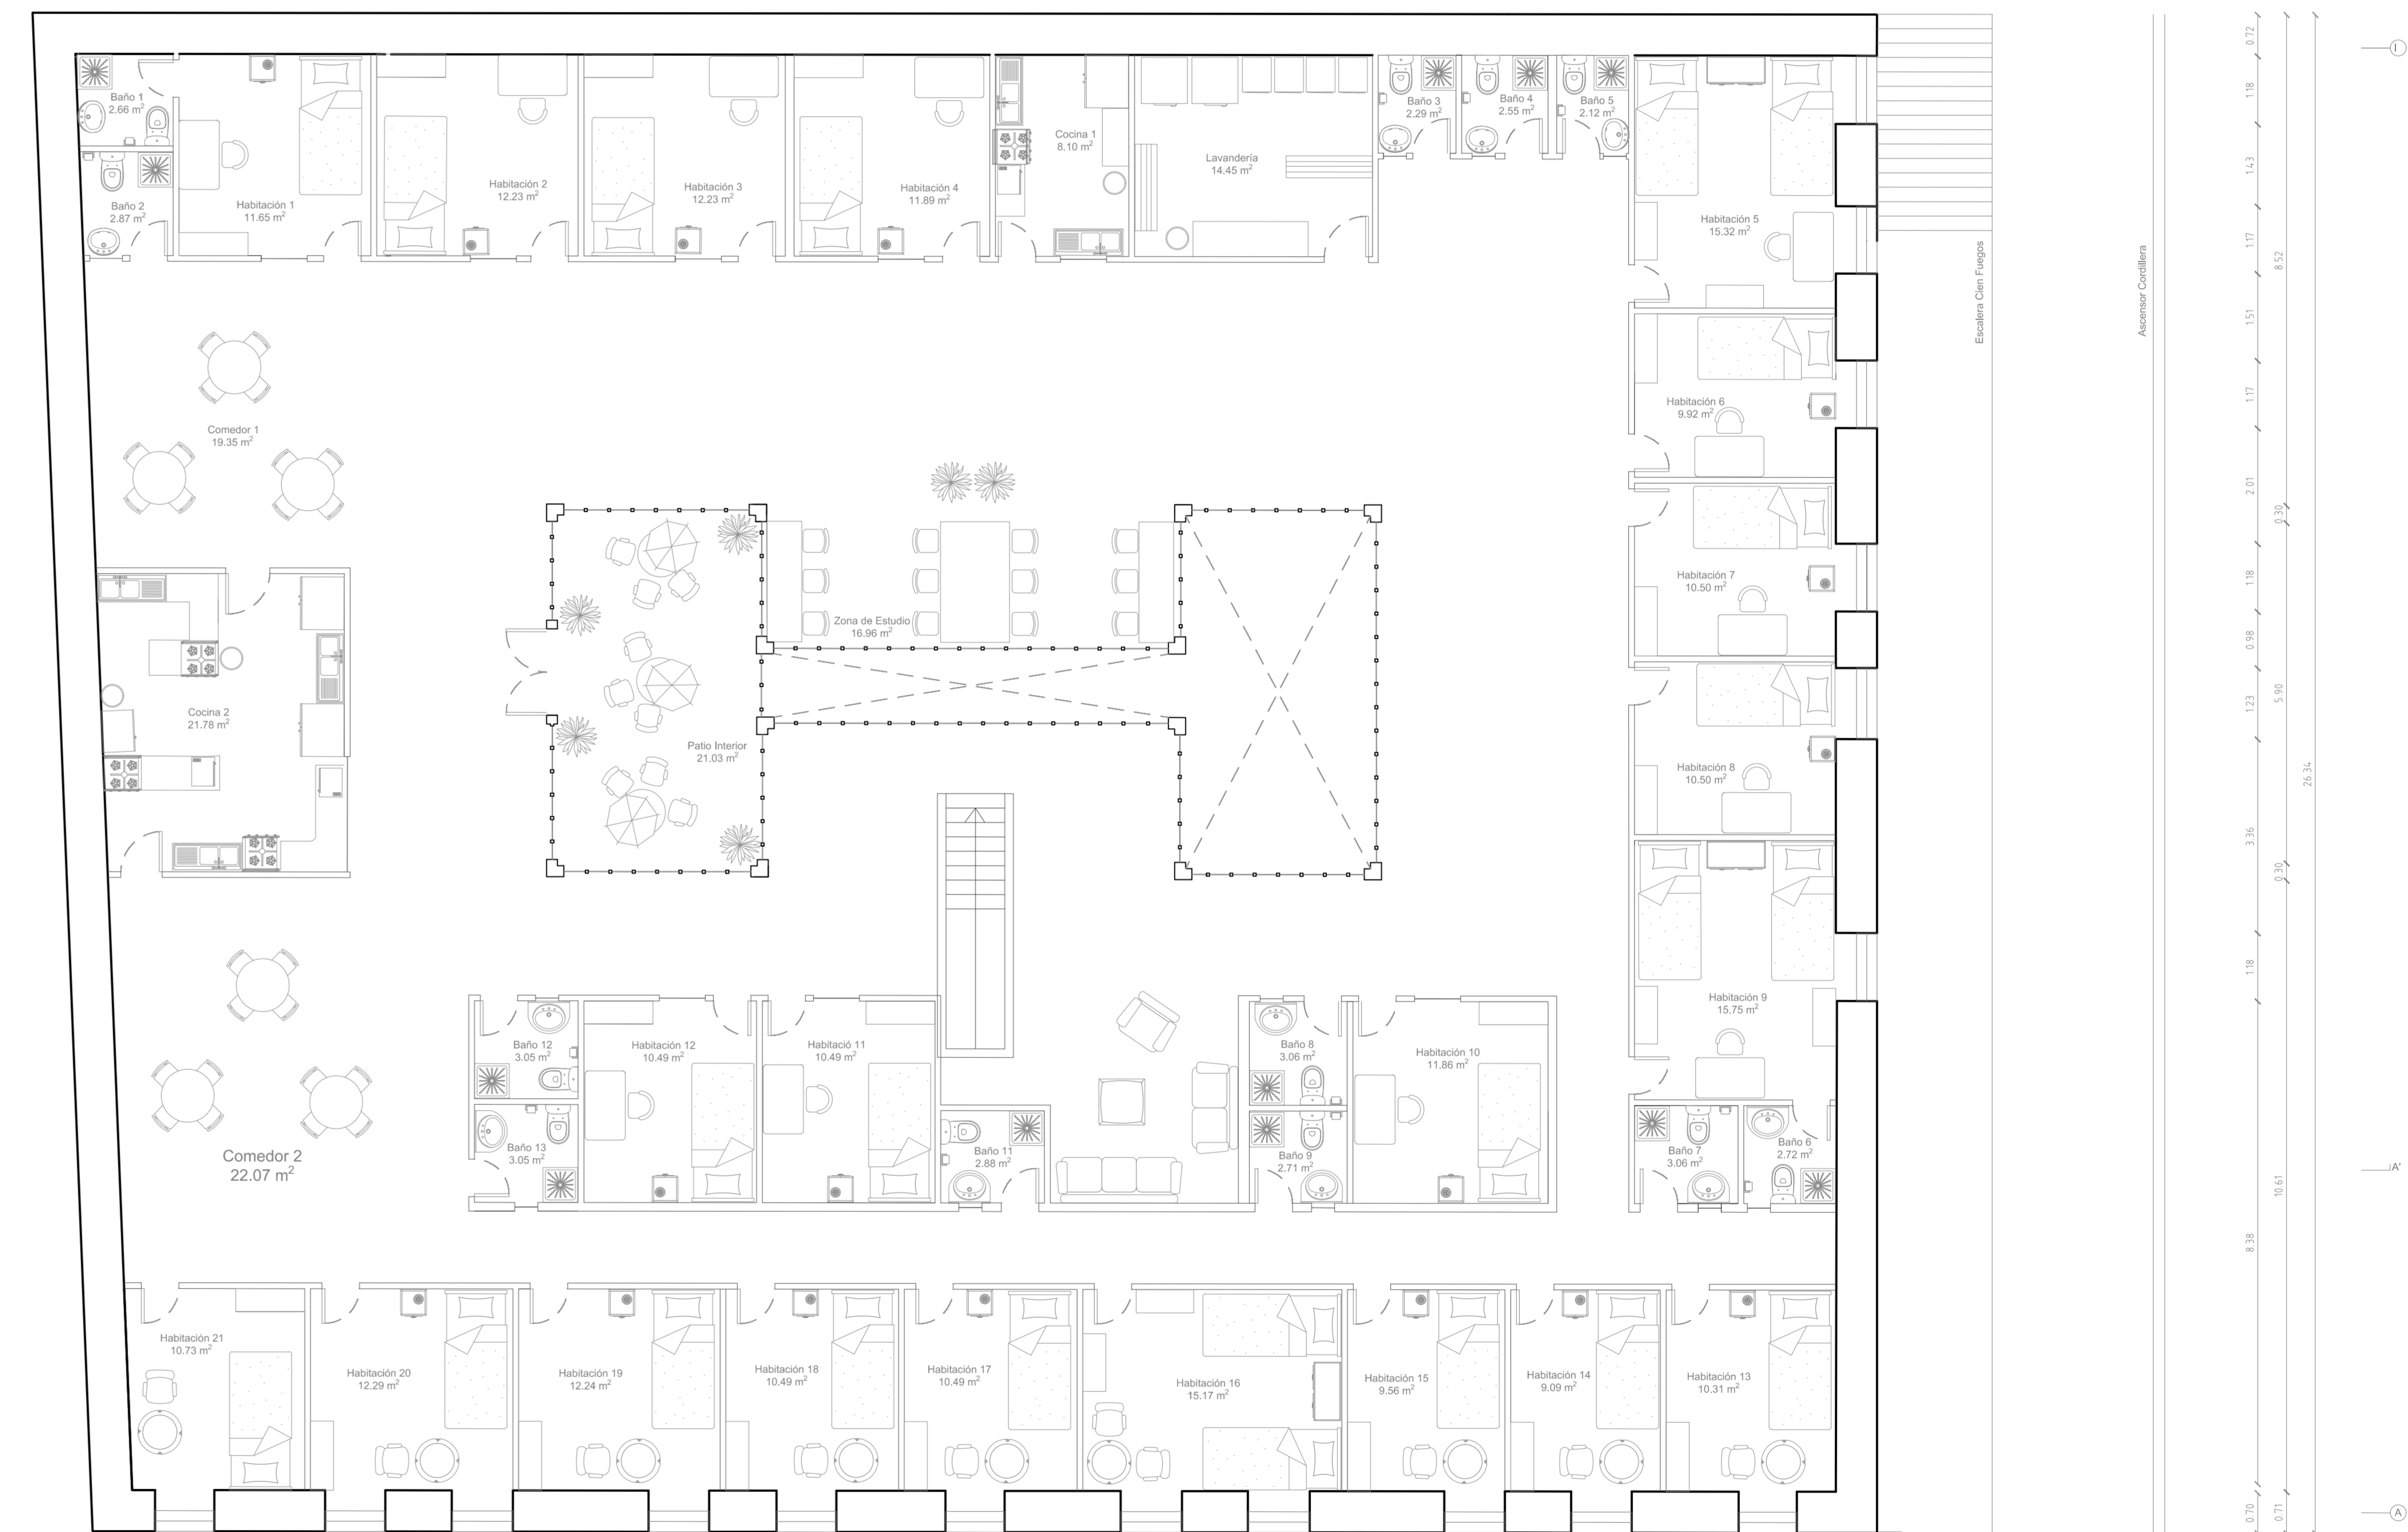 Baño 1
2.66 m²
Baño 2
2.87 m²
Habitación 1
11.65 m²
Habitación 2
12.23 m²
Habitación 3
12.23 m²
Habitación 4
11.89 m²
Cocina 1
8.10 m²
Lavandería
14.45 m²
Baño 3
2.29 m²
Baño 4
2.55 m²
Baño 5
2.12 m²
Habitación 5
15.32 m²
Habitación 6
9.92 m²
Habitación 7
10.50 m²
Habitación 8
10.50 m²
Habitación 9
15.75 m²
Comedor 1
19.35 m²
Cocina 2
21.78 m²
Zona de Estudio
16.96 m²
Patio Interior
21.03 m²
Comedor 2
22.07 m²
Baño 12
3.05 m²
Baño 13
3.05 m²
Habitación 12
10.49 m²
Habitació 11
10.49 m²
Baño 11
2.88 m²
Baño 8
3.06 m²
Baño 9
2.71 m²
Habitación 10
11.86 m²
Baño 7
3.06 m²
Baño 6
2.72 m²
Habitación 21
10.73 m²
Habitación 20
12.29 m²
Habitación 19
12.24 m²
Habitación 18
10.49 m²
Habitación 17
10.49 m²
Habitación 16
15.17 m²
Habitación 15
9.56 m²
Habitación 14
9.09 m²
Habitación 13
10.31 m²
Escalera Cien Fuegos
Ascensor Cordillera
0.72
1.18
1.43
1.17
1.51
1.17
2.01
1.18
0.98
1.23
3.36
1.18
8.38
0.70
8.52
0.30
5.90
0.30
10.61
0.71
26.34
I
A'
A